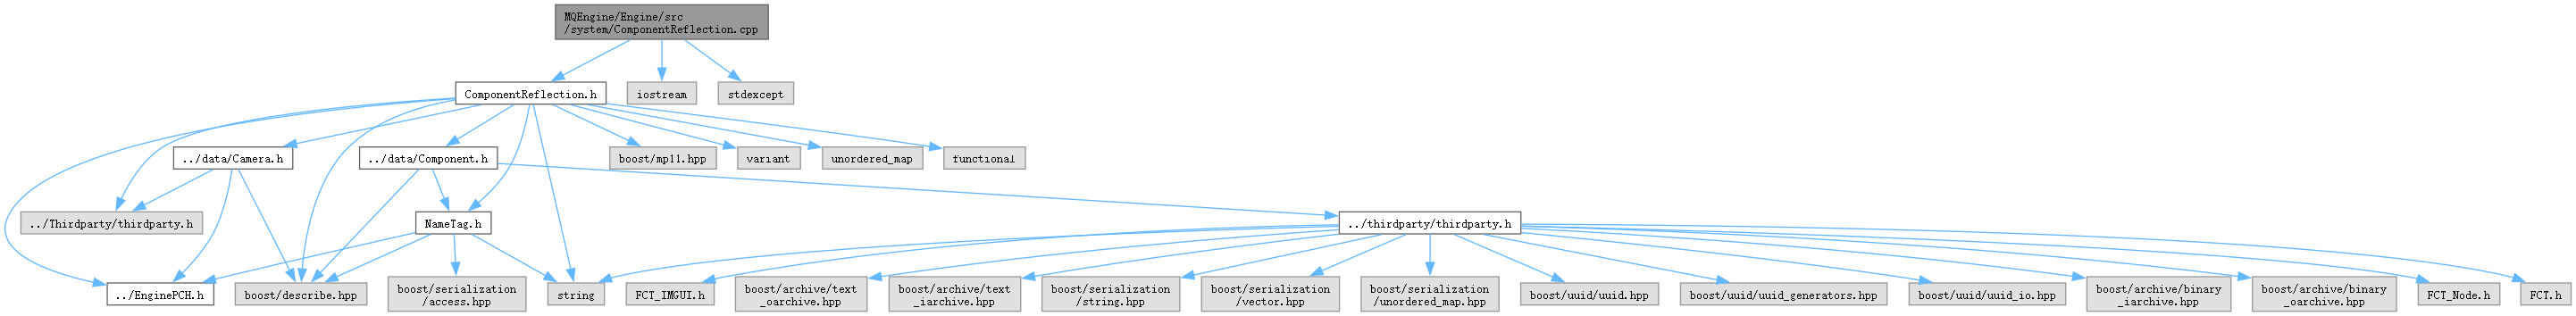 MQEngine/Engine/src
/system/ComponentReflection.cpp
ComponentReflection.h
iostream
stdexcept
../data/Camera.h
../data/Component.h
boost/mp11.hpp
variant
unordered_map
functional
../Thirdparty/thirdparty.h
NameTag.h
../thirdparty/thirdparty.h
../EnginePCH.h
boost/describe.hpp
boost/serialization
/access.hpp
string
FCT_IMGUI.h
boost/archive/text
_oarchive.hpp
boost/archive/text
_iarchive.hpp
boost/serialization
/string.hpp
boost/serialization
/vector.hpp
boost/serialization
/unordered_map.hpp
boost/uuid/uuid.hpp
boost/uuid/uuid_generators.hpp
boost/uuid/uuid_io.hpp
boost/archive/binary
_iarchive.hpp
boost/archive/binary
_oarchive.hpp
FCT_Node.h
FCT.h